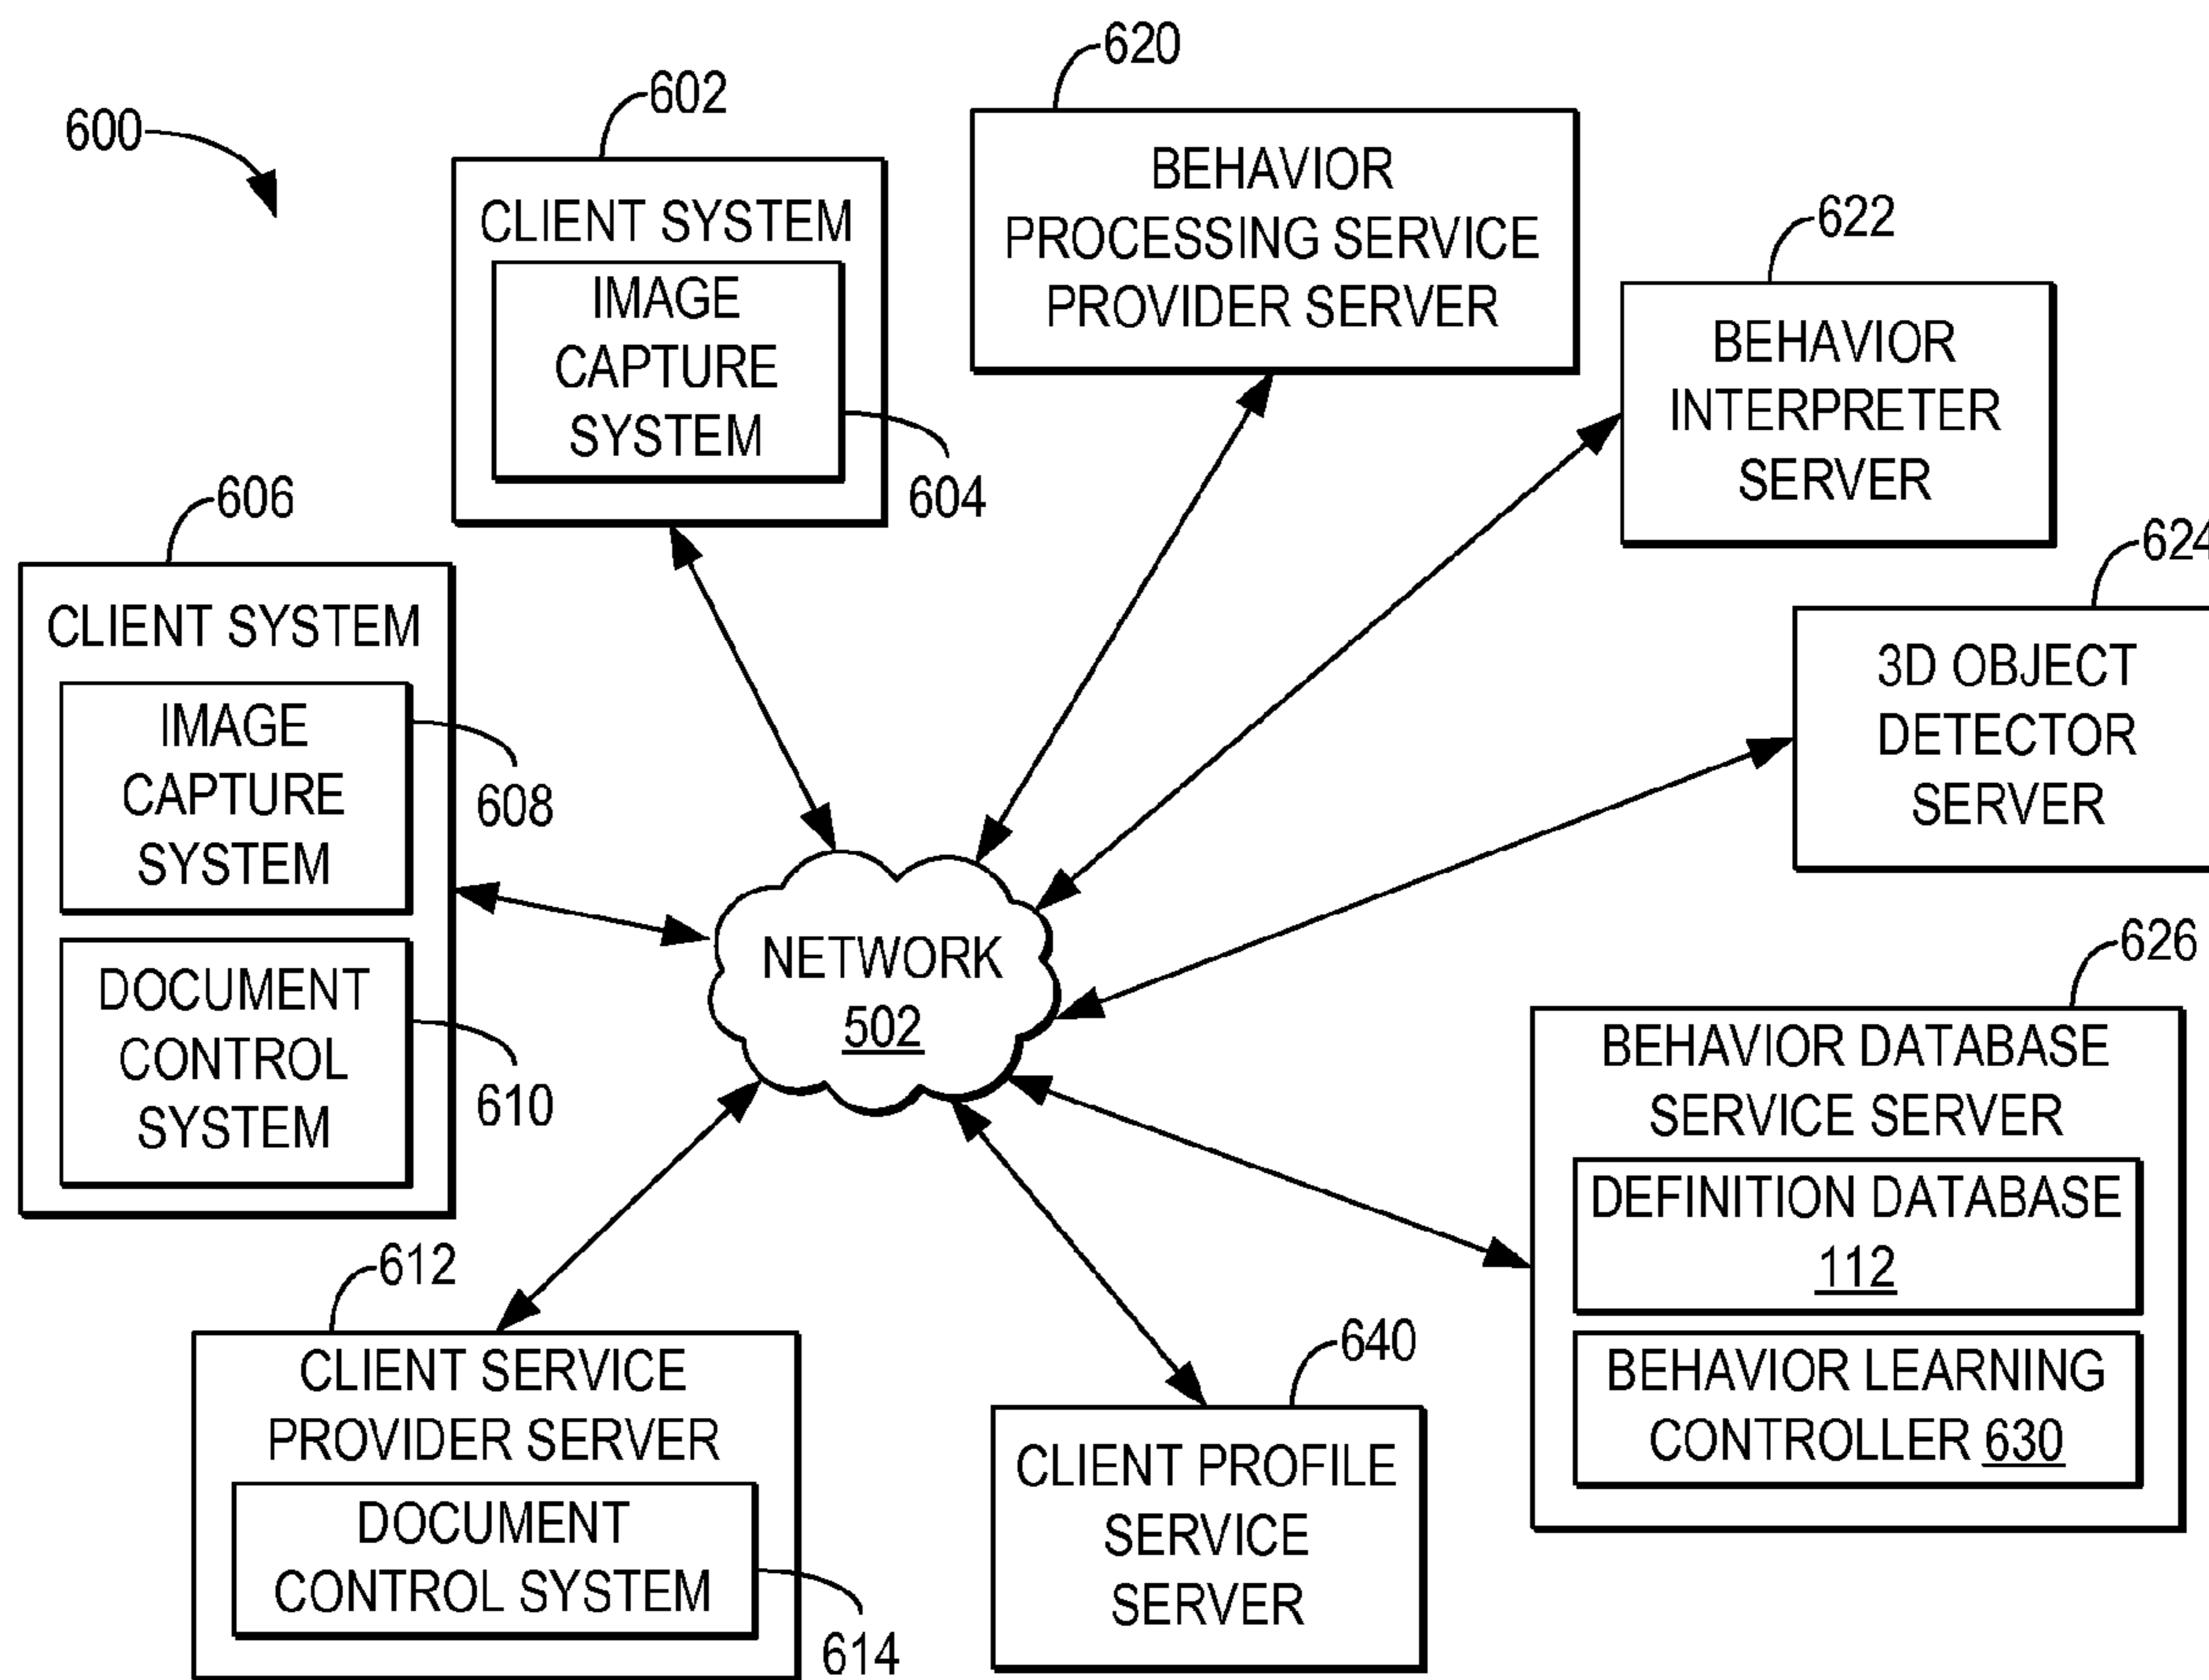 600
602
CLIENT SYSTEM
IMAGE
CAPTURE
SYSTEM
604
620
BEHAVIOR
PROCESSING SERVICE
PROVIDER SERVER
622
BEHAVIOR
INTERPRETER
SERVER
606
CLIENT SYSTEM
IMAGE
CAPTURE
SYSTEM
608
DOCUMENT
CONTROL
SYSTEM
610
624
3D OBJECT
DETECTOR
SERVER
NETWORK
502
626
BEHAVIOR DATABASE
SERVICE SERVER
DEFINITION DATABASE
112
BEHAVIOR LEARNING
CONTROLLER 630
612
CLIENT SERVICE
PROVIDER SERVER
DOCUMENT
CONTROL SYSTEM
614
640
CLIENT PROFILE
SERVICE
SERVER